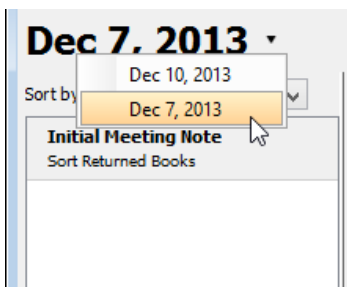 Dec 7, 2013
Dec 10, 2013
Sort by
Dec 7, 2013
Initial Meeting Note
Sort Returned Books